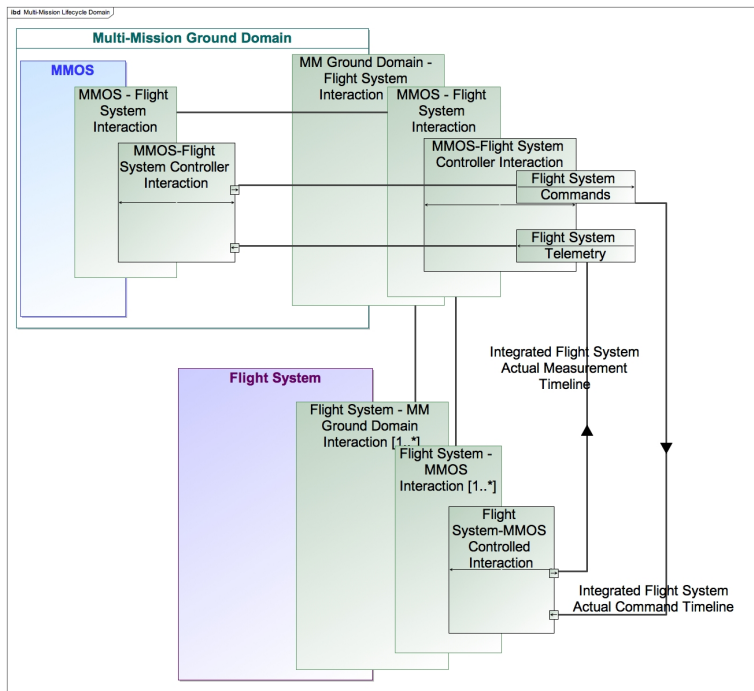 ibd Multi-Mission Lifecycle Domain
Multi-Mission Ground Domain
MMOS
MMOS - Flight
System
Interaction
MMOS-Flight
System Controller
Interaction
MM Ground Domain -
Flight System
Interaction
MMOS - Flight
System
Interaction
MMOS-Flight System
Controller Interaction
Flight System
Commands
Flight System
Telemetry
Integrated Flight System
Actual Measurement
Timeline
Flight System
Flight System - MM
Ground Domain
Interaction [1..*]
Flight System -
MMOS
Interaction [1..*]
Flight
System-MMOS
Controlled
Interaction
Integrated Flight System
Actual Command Timeline